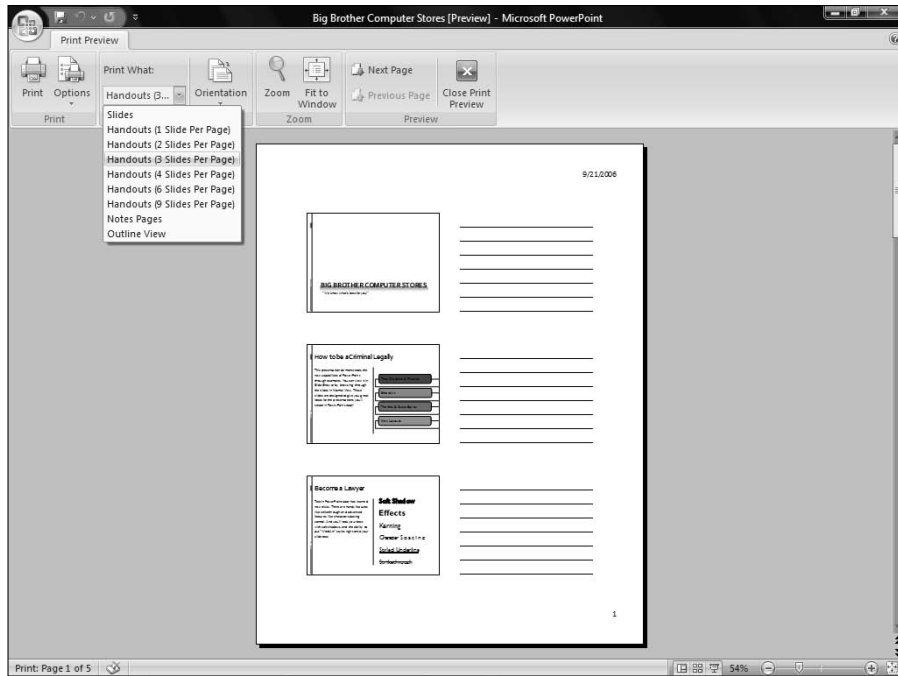 Big Brother Computer Stores [Preview] - Microsoft PowerPoint
Print Preview
Print
Options
Print What:
Handouts (3...
Orientation
Zoom
Fit to Window
Next Page
Previous Page
Close Print Preview
Print
Zoom
Preview
Slides
Handouts (1 Slide Per Page)
Handouts (2 Slides Per Page)
Handouts (3 Slides Per Page)
Handouts (4 Slides Per Page)
Handouts (6 Slides Per Page)
Handouts (9 Slides Per Page)
Notes Pages
Outline View
9/21/2006
BIG BROTHER COMPUTER STORES
How to be a Criminal Legally
Become a Lawyer
Soft Shadow
Effects
Kerning
Character Spacing
Strikethrough
1
Print: Page 1 of 5
54%